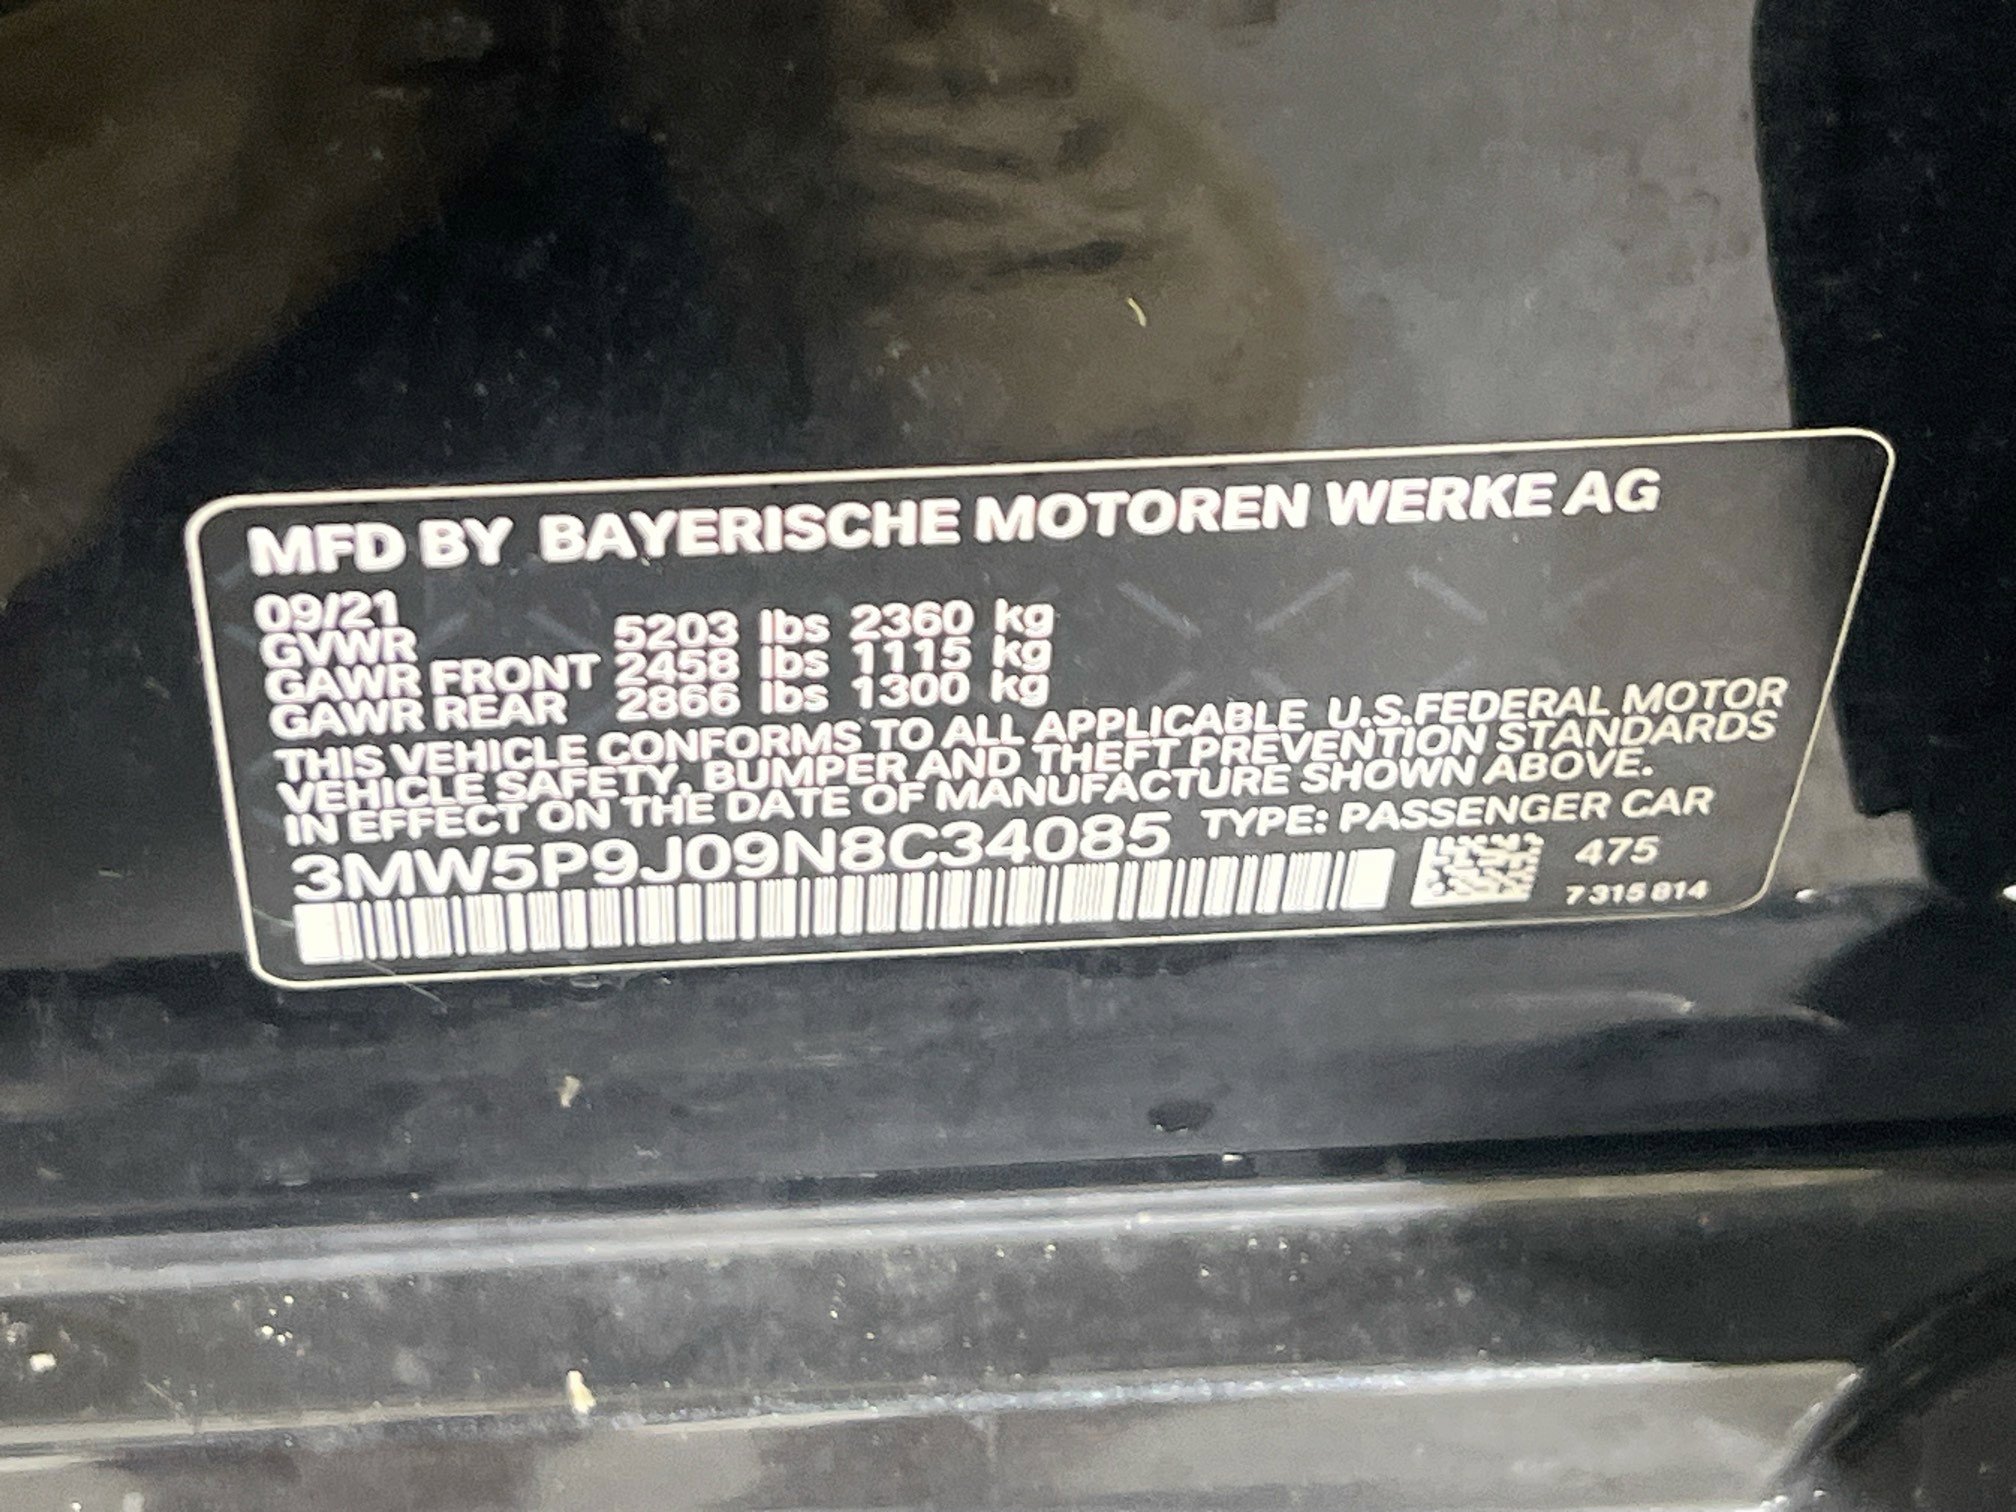 MFD BY BAYERISCHE MOTOREN WERKE AG
09/21
GVWR 5203 lbs 2360 kg
GAWR FRONT 2458 lbs 1115 kg
GAWR REAR 2866 lbs 1300 kg
THIS VEHICLE CONFORMS TO ALL APPLICABLE U.S.FEDERAL MOTOR
VEHICLE SAFETY, BUMPER AND THEFT PREVENTION STANDARDS
IN EFFECT ON THE DATE OF MANUFACTURE SHOWN ABOVE.
3MW5P9J09N8C34085 TYPE: PASSENGER CAR
475
7 315 814